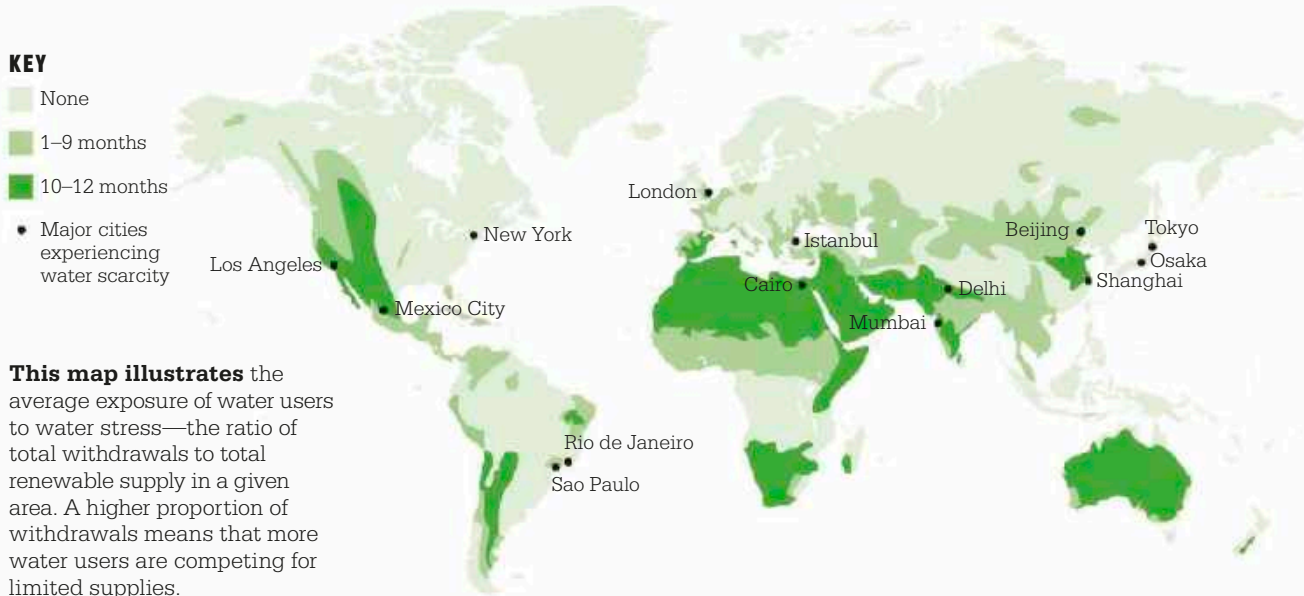 KEY
None
1–9 months
10–12 months
Major cities
experiencing
water scarcity
This map illustrates the
average exposure of water users
to water stress—the ratio of
total withdrawals to total
renewable supply in a given
area. A higher proportion of
withdrawals means that more
water users are competing for
limited supplies.
Los Angeles
Mexico City
New York
Rio de Janeiro
Sao Paulo
London
Istanbul
Cairo
Mumbai
Delhi
Beijing
Tokyo
Osaka
Shanghai